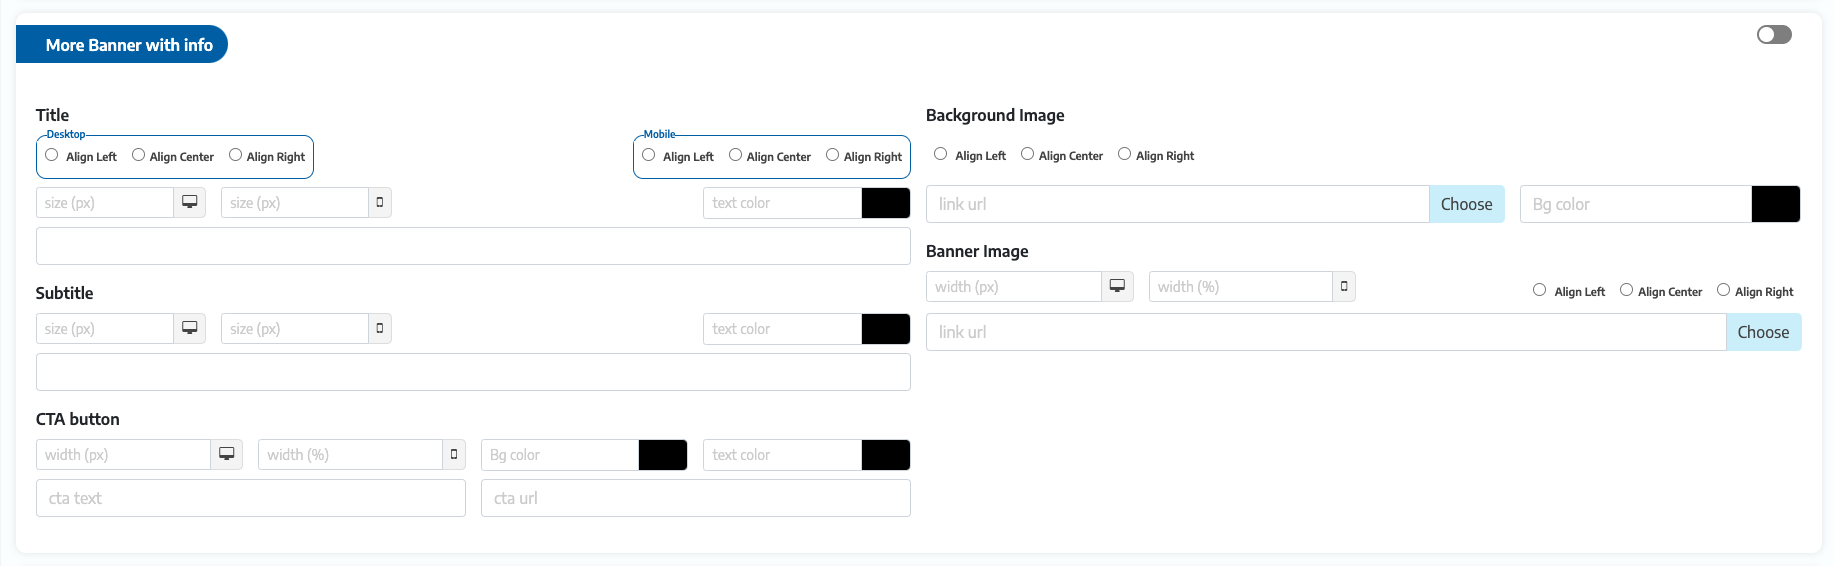 More Banner with info
Title
Desktop
Align Left Align Center Align Right
Mobile
Align Left Align Center Align Right
size (px) size (px) text color
Subtitle
size (px) size (px) text color
CTA button
width (px) width (%) Bg color text color
cta text cta url
Background Image
Align Left Align Center Align Right
link url Choose Bg color
Banner Image
width (px) width (%) Align Left Align Center Align Right
link url Choose